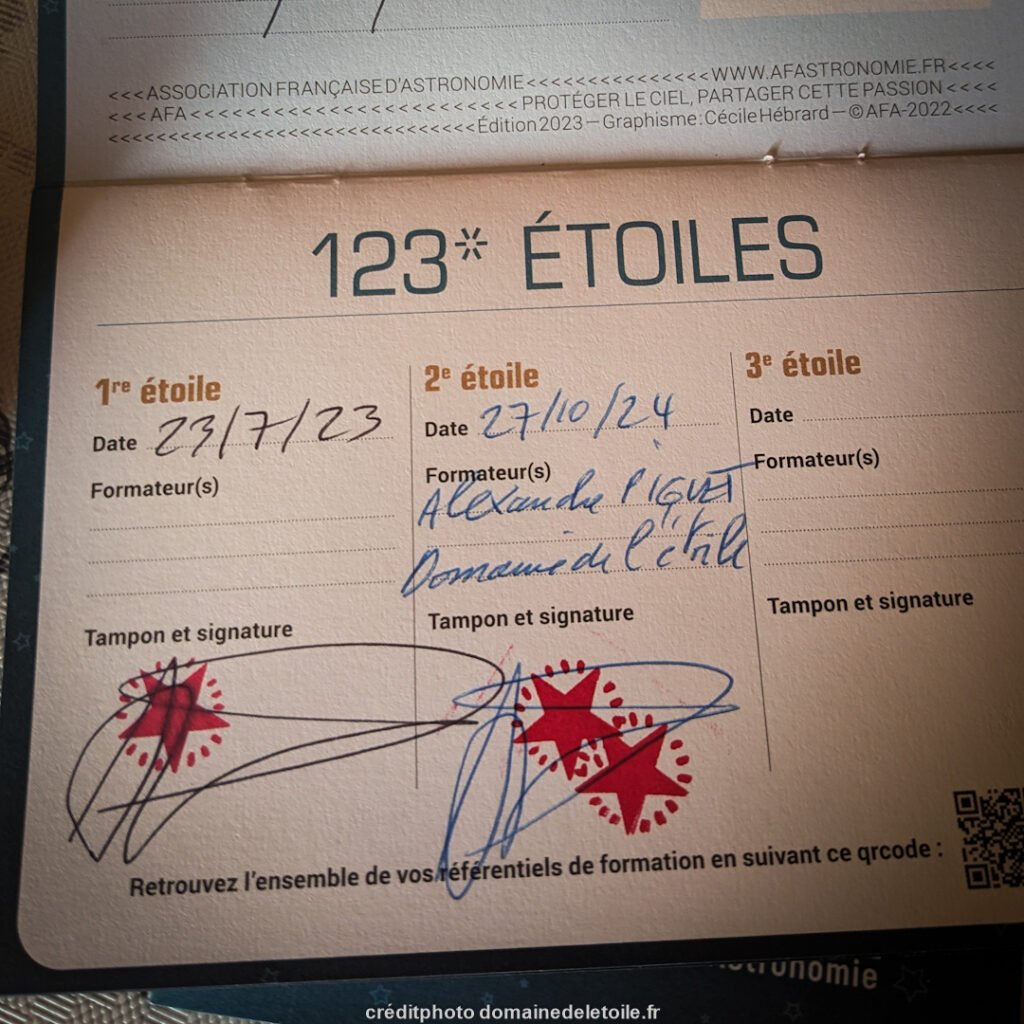 <<< ASSOCIATION FRANÇAISE D'ASTRONOMIE <<<<<<<<<<<<<<< WWW.AFASTRONOMIE.FR <<<<
<<< AFA <<<<<<<<<<<<<<<<<<<<<<<<<< PROTÉGER LE CIEL, PARTAGER CETTE PASSION <<<<
<<<<<<<<<<<<<<<<<<<<<<<<<<<<< Édition 2023 – Graphisme : Cécile Hébrard – © AFA-2022 <<<<
123* ÉTOILES
1re étoile
Date 23/7/23
Formateur(s)
Tampon et signature
2e étoile
Date 27/10/24
Formateur(s)
Alexandre PIGUET
Domaine de l'étoile
Tampon et signature
3e étoile
Date
Formateur(s)
Tampon et signature
Retrouvez l'ensemble de vos référentiels de formation en suivant ce qrcode :
stronomie
créditphoto domainedeletoile.fr